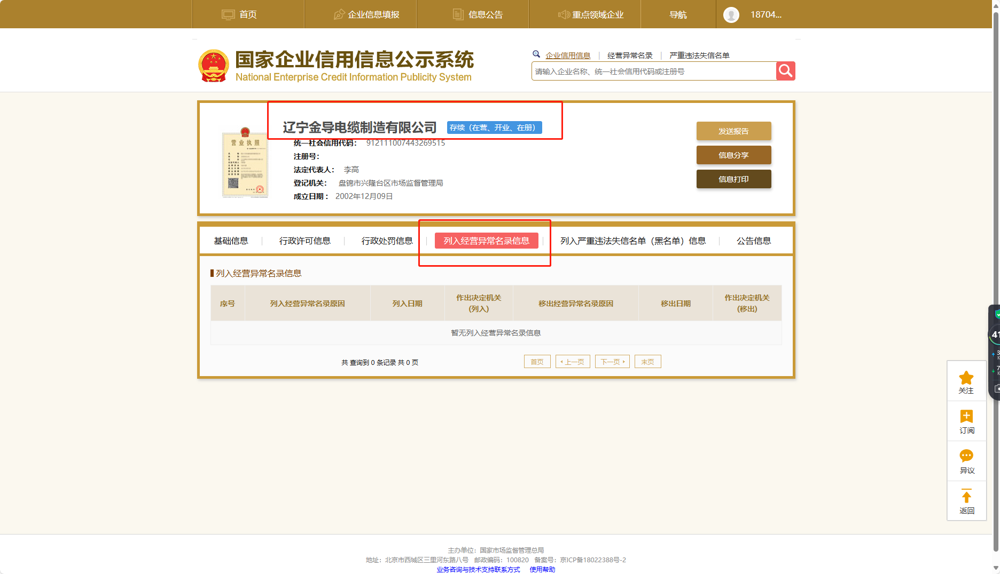 首页
企业信息填报
信息公告
重点领域企业
导航
18704...
国家企业信用信息公示系统
National Enterprise Credit Information Publicity System
企业信用信息 | 经营异常名录 | 严重违法失信名单
请输入企业名称、统一社会信用代码或注册号
营业执照
辽宁金导电缆制造有限公司 存续（在营、开业、在册）
统一社会信用代码： 912111007443269515
注册号：
法定代表人： 李高
登记机关： 盘锦市兴隆台区市场监督管理局
成立日期： 2002年12月09日
发送报告
信息分享
信息打印
基础信息
行政许可信息
行政处罚信息
列入经营异常名录信息
列入严重违法失信名单（黑名单）信息
公告信息
列入经营异常名录信息
序号
列入经营异常名录原因
列入日期
作出决定机关
(列入)
移出经营异常名录原因
移出日期
作出决定机关
(移出)
暂无列入经营异常名录信息
共 查询到 0 条记录 共 0 页
首页
上一页
下一页
末页
关注
订阅
异议
返回
41
主办单位：国家市场监督管理总局
地址：北京市西城区三里河东路八号 邮政编码：100820 备案号：京ICP备18022388号-2
业务咨询与技术支持联系方式 使用帮助